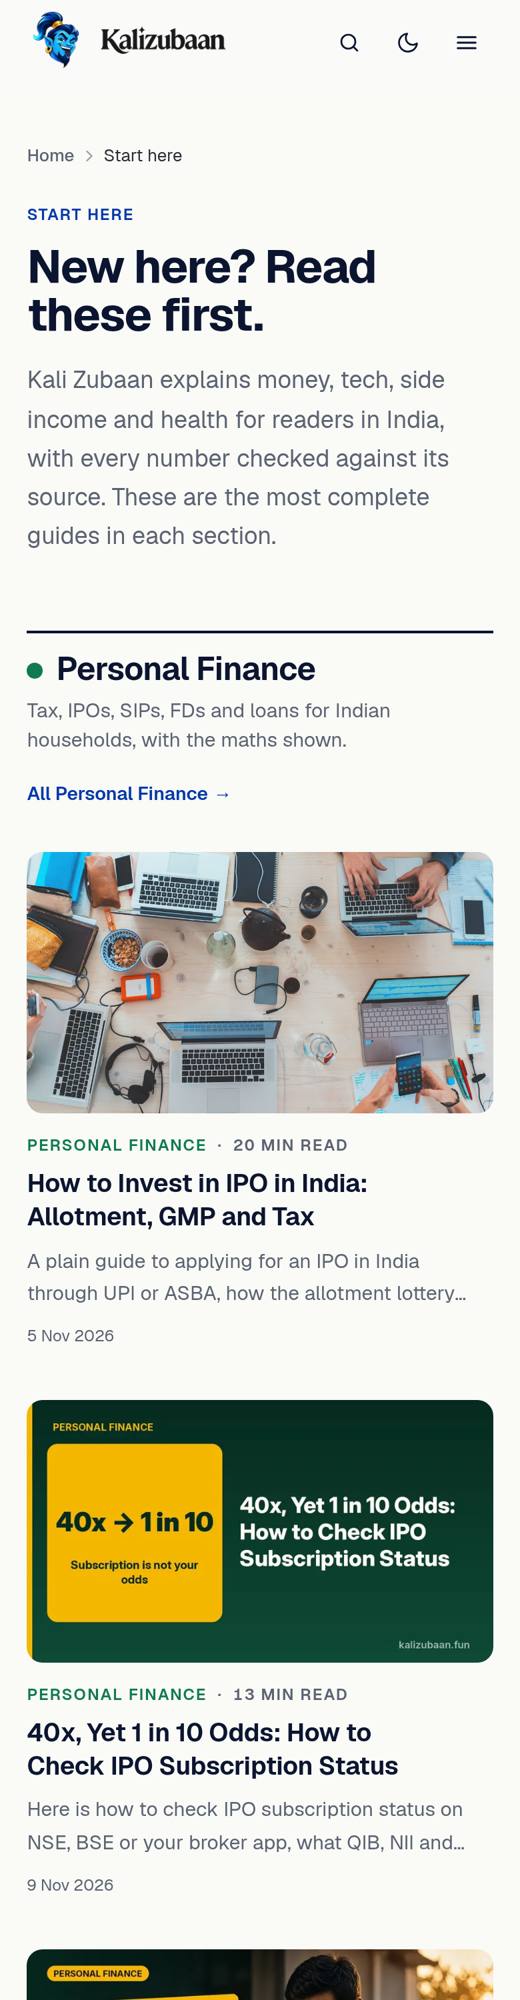 Kalizubaan
Home > Start here
START HERE
New here? Read
these first.
Kali Zubaan explains money, tech, side
income and health for readers in India,
with every number checked against its
source. These are the most complete
guides in each section.
Personal Finance
Tax, IPOs, SIPs, FDs and loans for Indian
households, with the maths shown.
All Personal Finance →
PERSONAL FINANCE · 20 MIN READ
How to Invest in IPO in India:
Allotment, GMP and Tax
A plain guide to applying for an IPO in India
through UPI or ASBA, how the allotment lottery...
5 Nov 2026
PERSONAL FINANCE
40x → 1 in 10
Subscription is not your
odds
40x, Yet 1 in 10 Odds:
How to Check IPO
Subscription Status
kalizubaan.fun
PERSONAL FINANCE · 13 MIN READ
40x, Yet 1 in 10 Odds: How to
Check IPO Subscription Status
Here is how to check IPO subscription status on
NSE, BSE or your broker app, what QIB, NII and...
9 Nov 2026
PERSONAL FINANCE